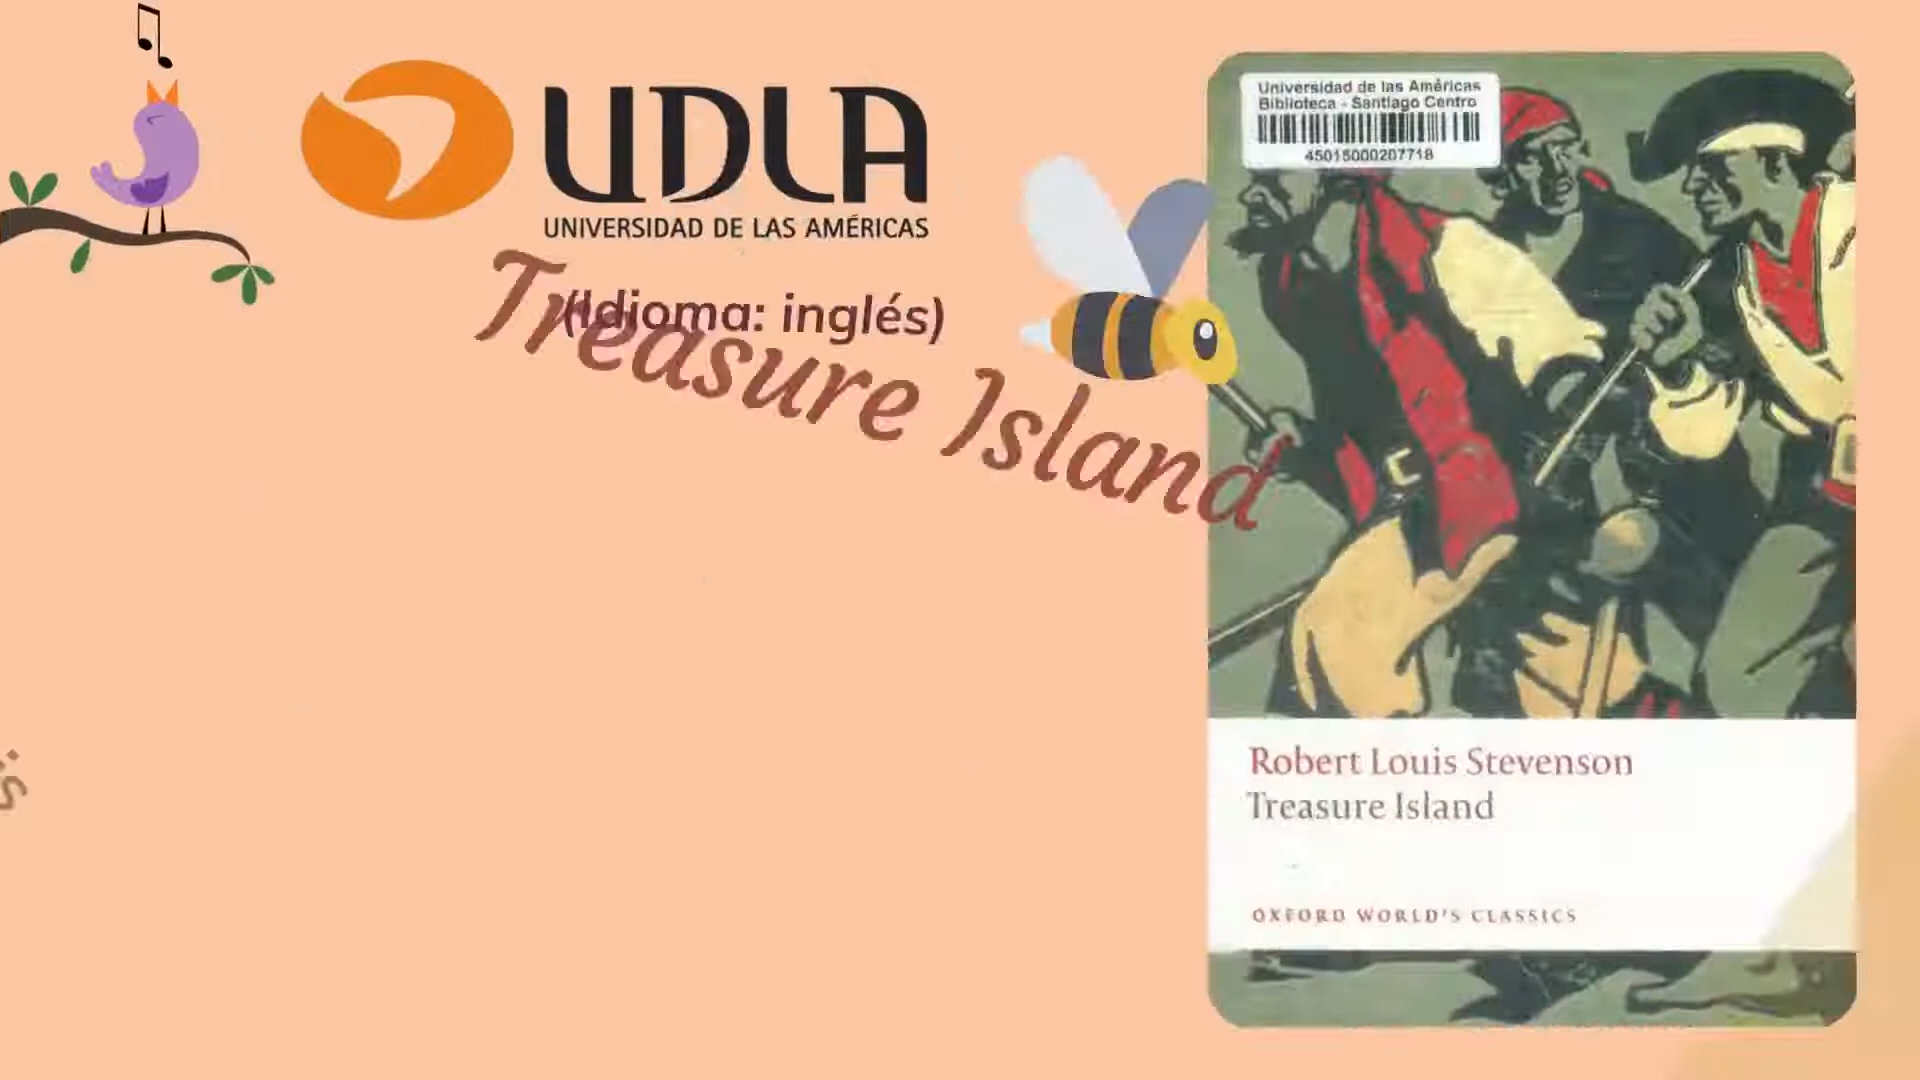 UDLA
UNIVERSIDAD DE LAS AMÉRICAS
(Idioma: inglés)
Treasure Island
Universidad de las Américas
Biblioteca - Santiago Centro
45015000207718
Robert Louis Stevenson
Treasure Island
OXFORD WORLD'S CLASSICS